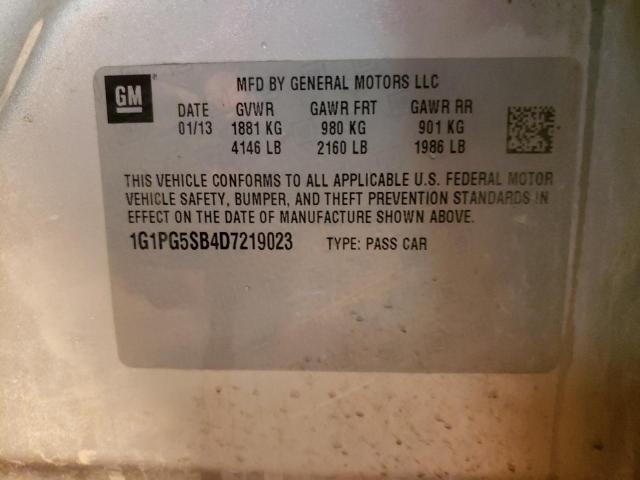 GM
MFD BY GENERAL MOTORS LLC
DATE GVWR GAWR FRT GAWR RR
01/13 1881 KG 980 KG 901 KG
4146 LB 2160 LB 1986 LB
THIS VEHICLE CONFORMS TO ALL APPLICABLE U.S. FEDERAL MOTOR
VEHICLE SAFETY, BUMPER, AND THEFT PREVENTION STANDARDS IN
EFFECT ON THE DATE OF MANUFACTURE SHOWN ABOVE.
1G1PG5SB4D7219023 TYPE: PASS CAR